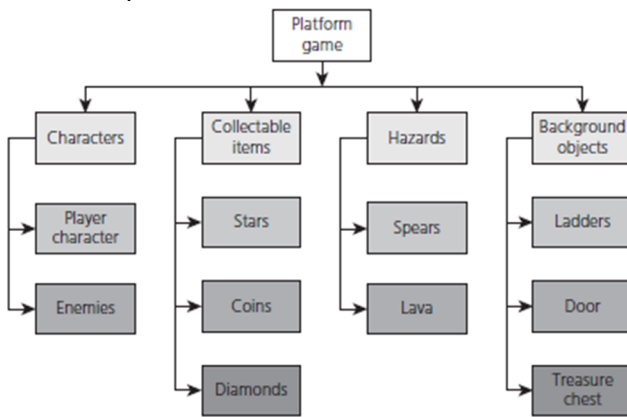 Platform
game
Characters
Collectable
items
Hazards
Background
objects
Player
character
Stars
Spears
Ladders
Enemies
Coins
Lava
Door
Diamonds
Treasure
chest